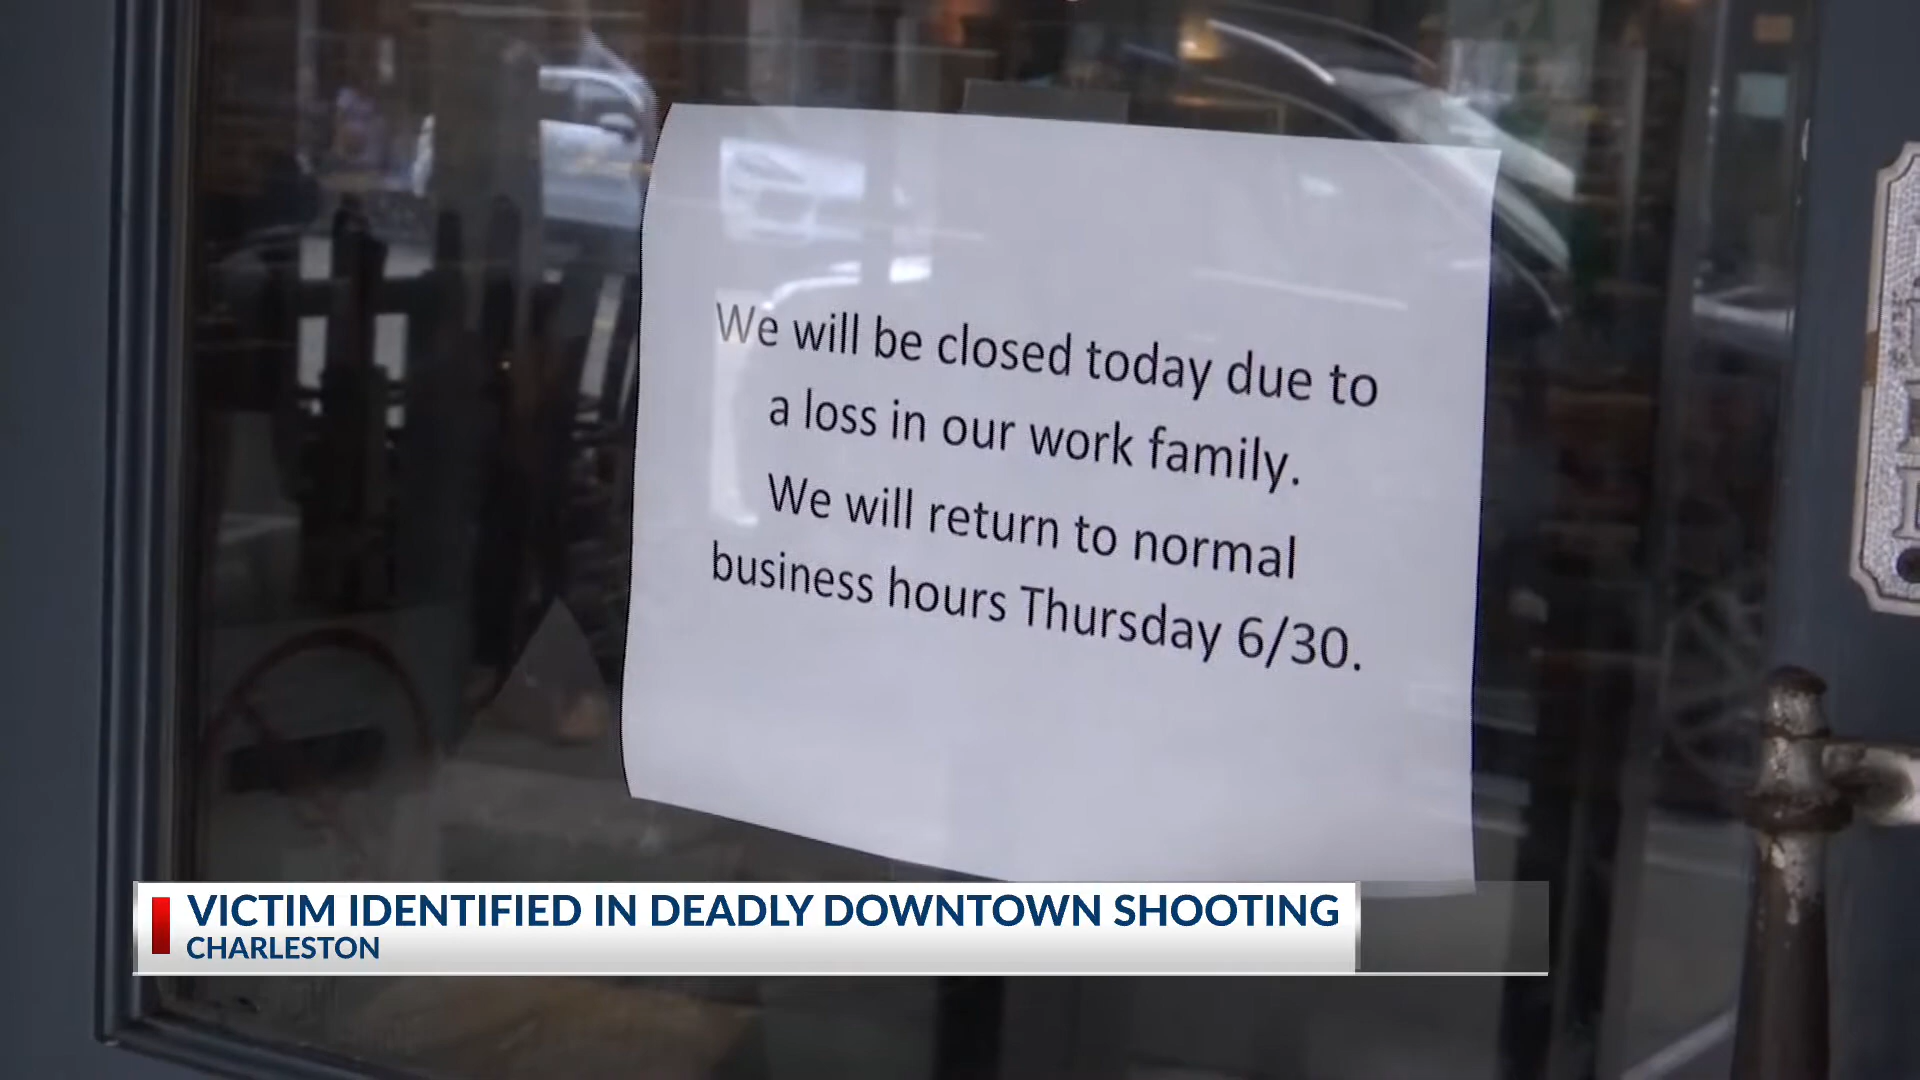 We will be closed today due to
a loss in our work family.
We will return to normal
business hours Thursday 6/30.
VICTIM IDENTIFIED IN DEADLY DOWNTOWN SHOOTING
CHARLESTON